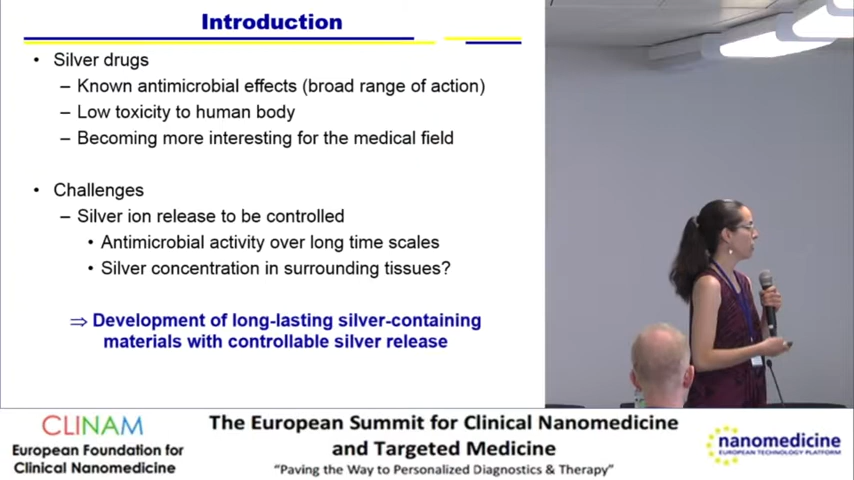 Introduction
• Silver drugs
– Known antimicrobial effects (broad range of action)
– Low toxicity to human body
– Becoming more interesting for the medical field
• Challenges
– Silver ion release to be controlled
• Antimicrobial activity over long time scales
• Silver concentration in surrounding tissues?
⇒ Development of long-lasting silver-containing
materials with controllable silver release
CLINAM
European Foundation for
Clinical Nanomedicine
The European Summit for Clinical Nanomedicine
and Targeted Medicine
"Paving the Way to Personalized Diagnostics & Therapy"
nanomedicine
EUROPEAN TECHNOLOGY PLATFORM